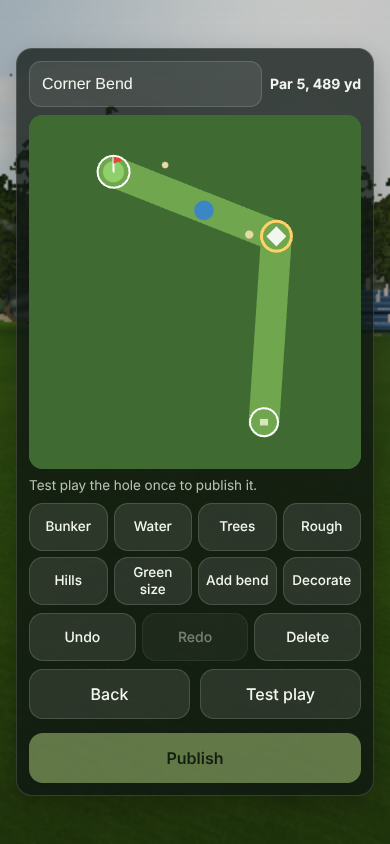 Corner Bend
Par 5, 489 yd
Test play the hole once to publish it.
Bunker
Water
Trees
Rough
Hills
Green
size
Add bend
Decorate
Undo
Redo
Delete
Back
Test play
Publish